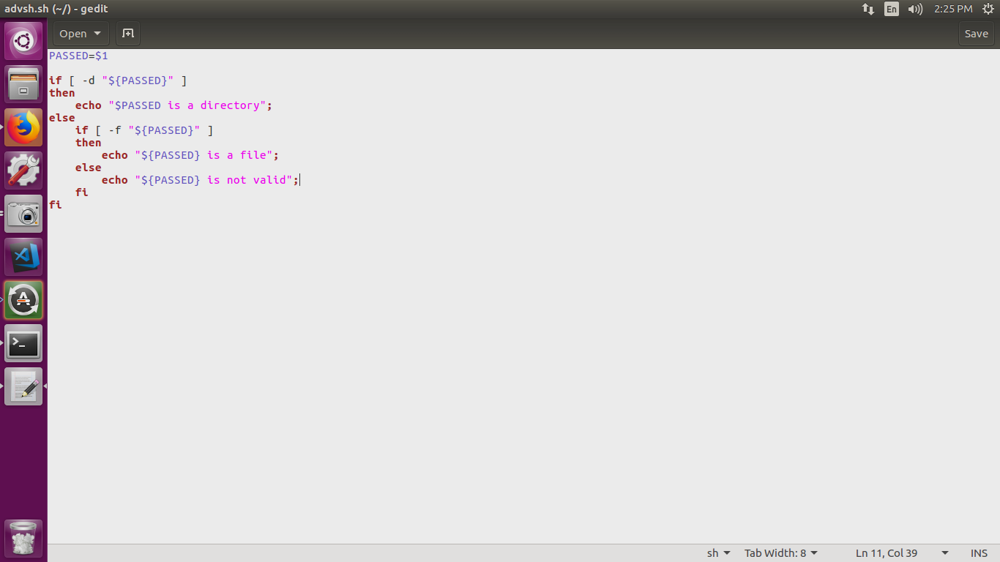 advsh.sh (~/) - gedit
En
2:25 PM
Open
Save
PASSED=$1
if [ -d "${PASSED}" ]
then
echo "$PASSED is a directory";
else
if [ -f "${PASSED}" ]
then
echo "${PASSED} is a file";
else
echo "${PASSED} is not valid";
fi
fi
sh
Tab Width: 8
Ln 11, Col 39
INS